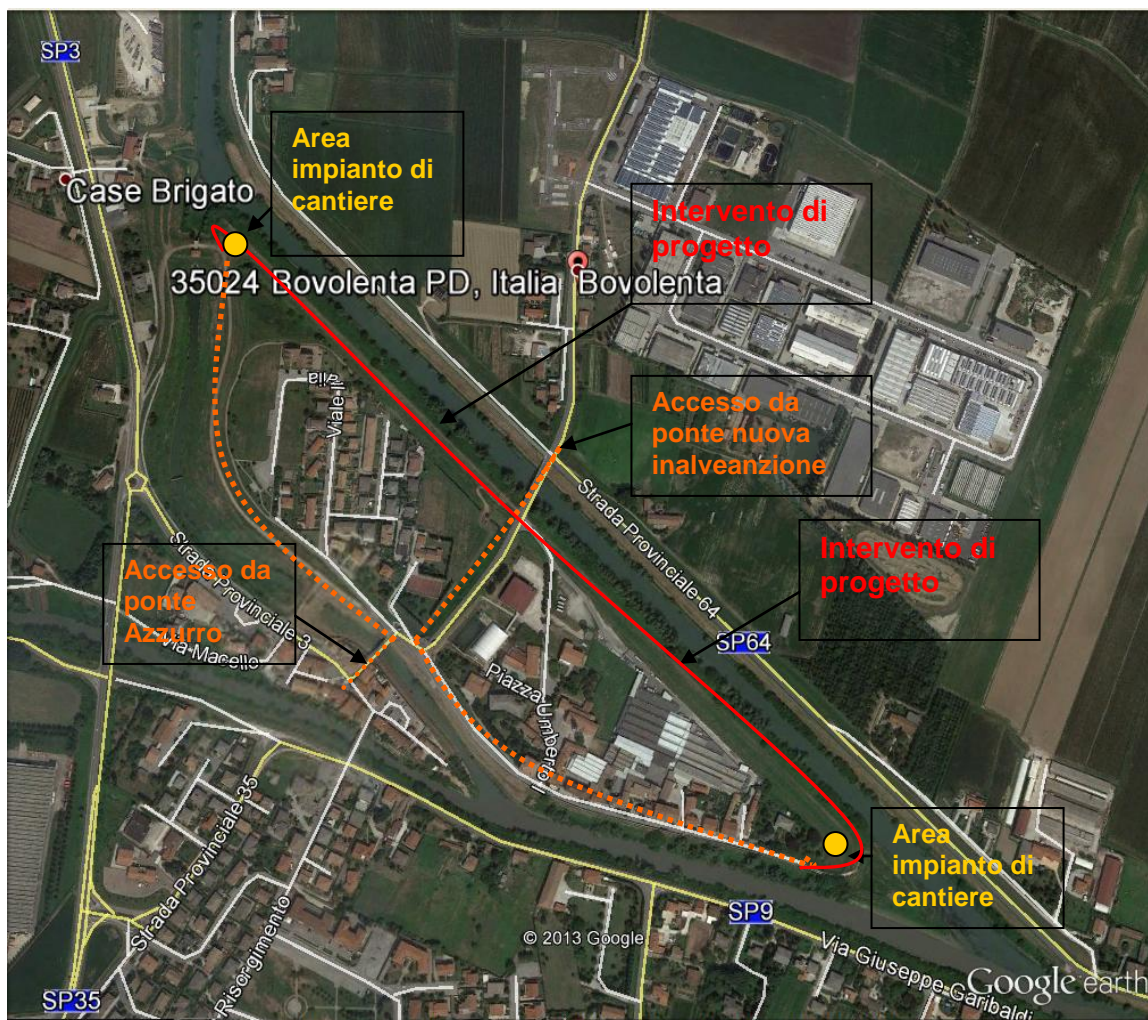 SP3
Area
impianto di
cantiere
Case Brigato
Intervento di
progetto
35024 Bovolenta PD, Italia Bovolenta
Viale Italia
Accesso da
ponte nuova
inalveanzione
Strada Provinciale 64
Intervento di
progetto
Strada Provinciale 3
Accesso da
ponte
Azzurro
Via Macello
SP64
Piazza Umberto I
Strada Provinciale 35
Risorgimento
Area
impianto di
cantiere
SP9
© 2013 Google
Via Giuseppe Garibaldi
Google earth
SP35